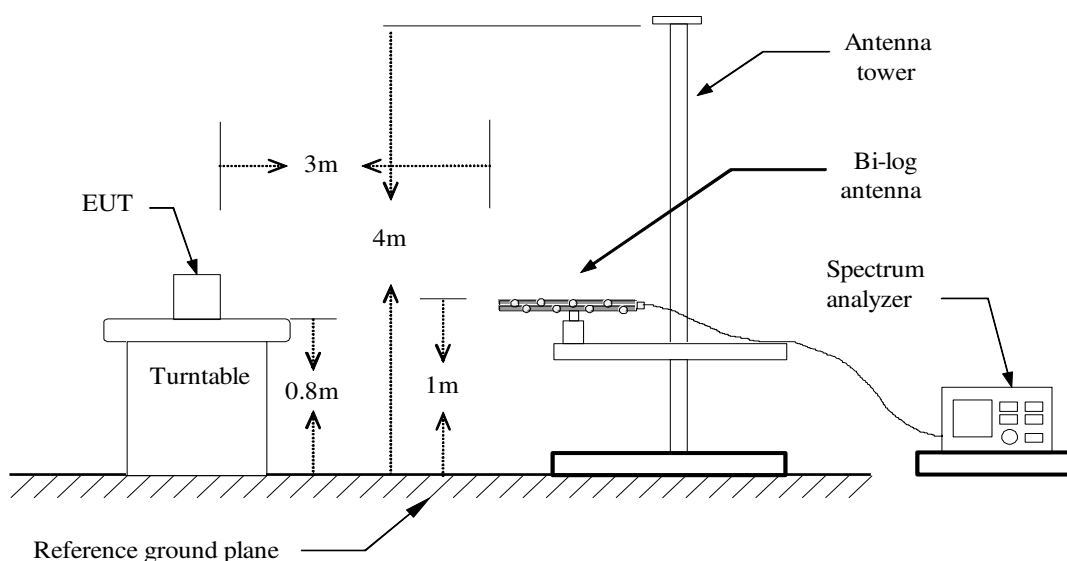 Antenna
tower
3m
Bi-log
antenna
EUT
4m
Spectrum
analyzer
Turntable
0.8m
1m
Reference ground plane